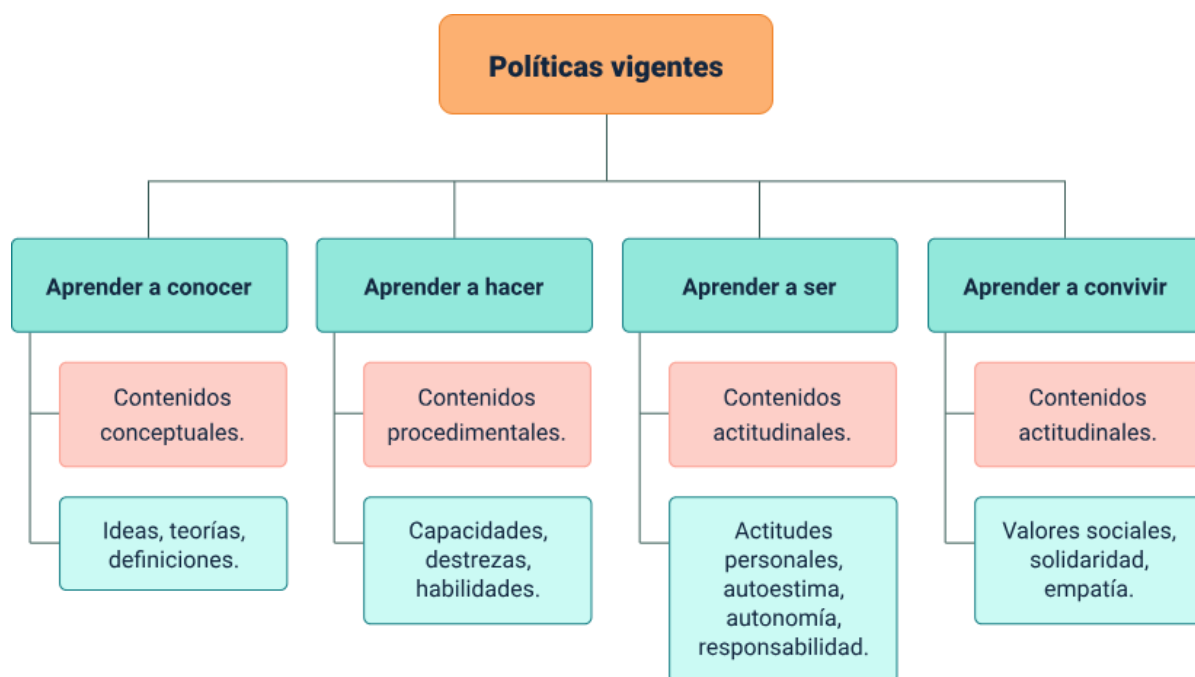 Políticas vigentes
Aprender a conocer
Contenidos
conceptuales.
Ideas, teorías,
definiciones.
Aprender a hacer
Contenidos
procedimentales.
Capacidades,
destrezas,
habilidades.
Aprender a ser
Contenidos
actitudinales.
Actitudes
personales,
autoestima,
autonomía,
responsabilidad.
Aprender a convivir
Contenidos
actitudinales.
Valores sociales,
solidaridad,
empatía.